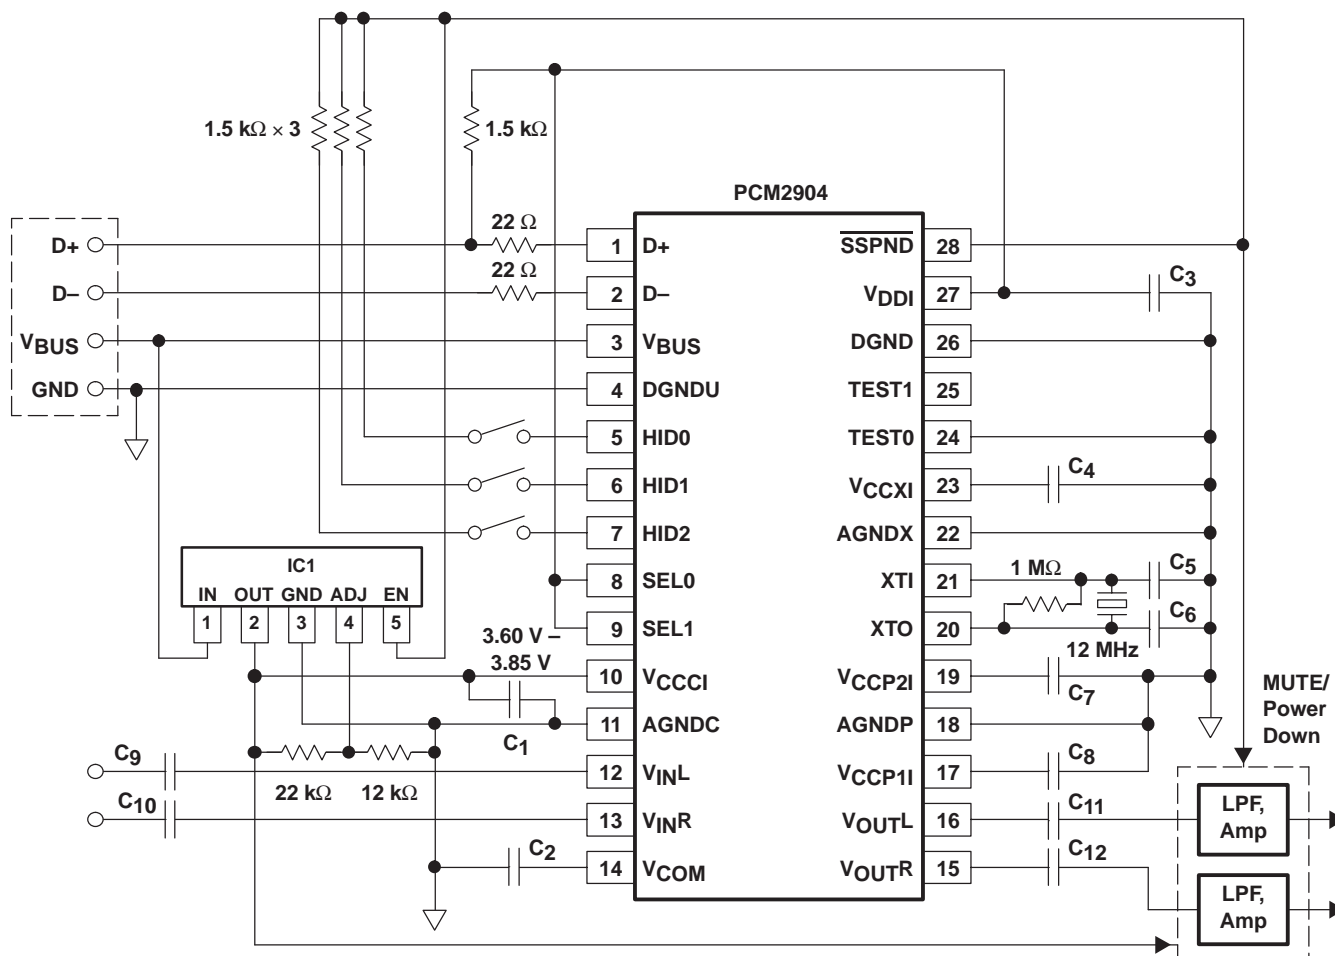 1.5 kΩ × 3
1.5 kΩ
PCM2904
22 Ω
22 Ω
D+
D–
VBUS
GND
1 D+
2 D–
3 VBUS
4 DGNDU
5 HID0
6 HID1
7 HID2
8 SEL0
9 SEL1
10 VCCCI
11 AGNDC
12 VINL
13 VINR
14 VCOM
SSPND 28
VDDI 27
DGND 26
TEST1 25
TEST0 24
VCCXI 23
AGNDX 22
XTI 21
XTO 20
VCCP2I 19
AGNDP 18
VCCP1I 17
VOUTL 16
VOUTR 15
IC1
IN OUT GND ADJ EN
1 2 3 4 5
3.60 V –
3.85 V
C1
22 kΩ 12 kΩ
C9
C10
C2
C3
C4
1 MΩ
C5
C6
12 MHz
C7
C8
C11
C12
MUTE/
Power
Down
LPF,
Amp
LPF,
Amp